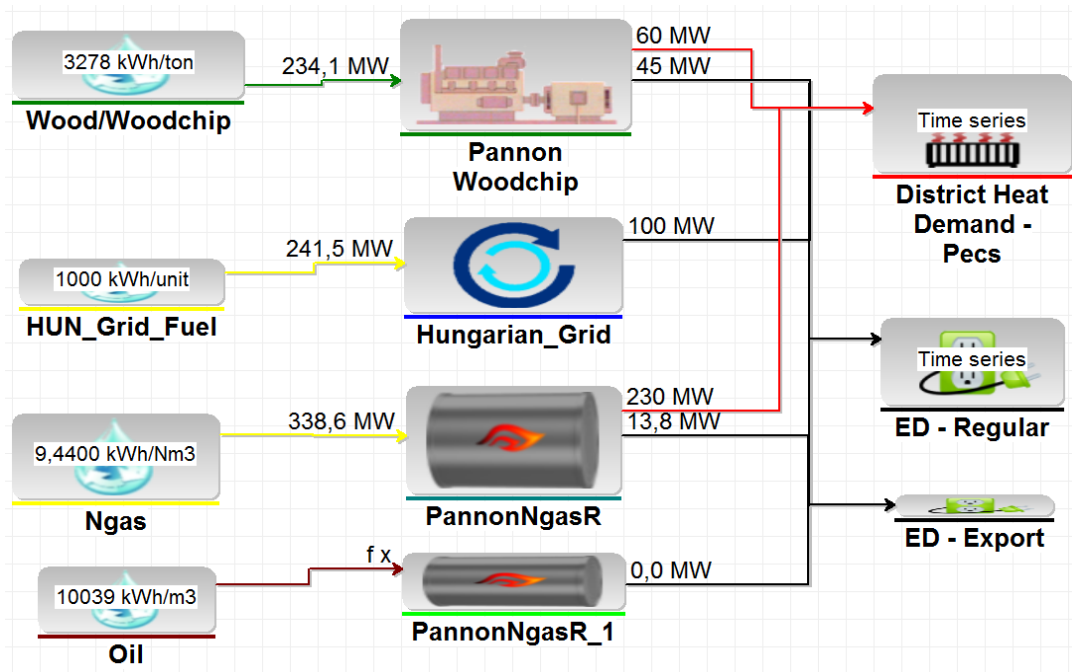 3278 kWh/ton
Wood/Woodchip
234,1 MW
Pannon
Woodchip
60 MW
45 MW
Time series
District Heat
Demand -
Pecs
1000 kWh/unit
HUN_Grid_Fuel
241,5 MW
Hungarian_Grid
100 MW
Time series
ED - Regular
9,4400 kWh/Nm3
Ngas
338,6 MW
PannonNgasR
230 MW
13,8 MW
ED - Export
10039 kWh/m3
Oil
f x
PannonNgasR_1
0,0 MW